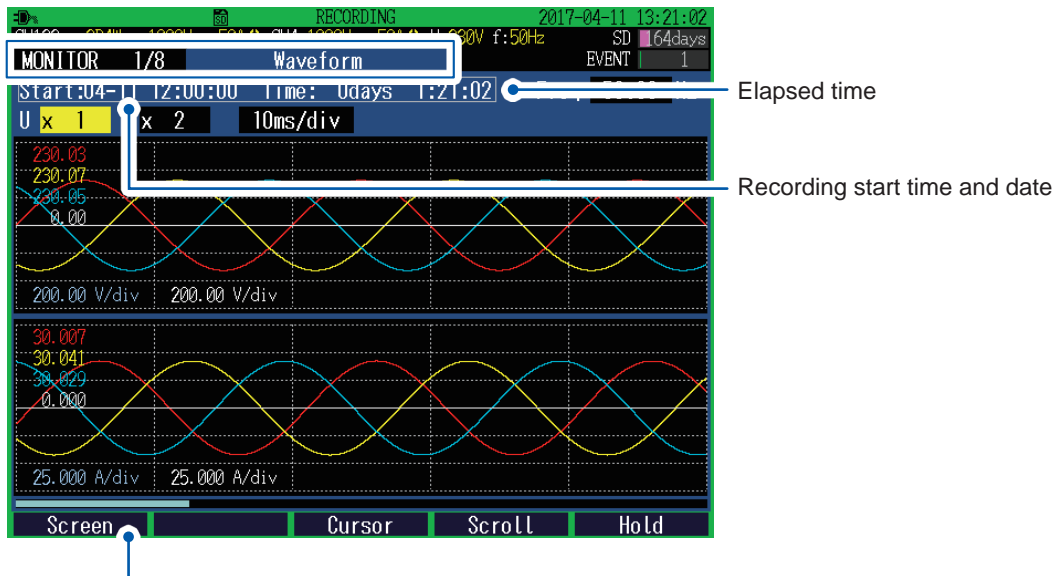 SD RECORDING 2017-04-11 13:21:02
f:50Hz SD 164days
MONITOR 1/8 Waveform EVENT 1
Start:04-11 12:00:00 Time: 0days 1:21:02
Elapsed time
U x 1 x 2 10ms/div
Recording start time and date
230.03
230.07
230.05
0.00
200.00 V/div 200.00 V/div
30.007
30.041
30.029
0.000
25.000 A/div 25.000 A/div
Screen Cursor Scroll Hold